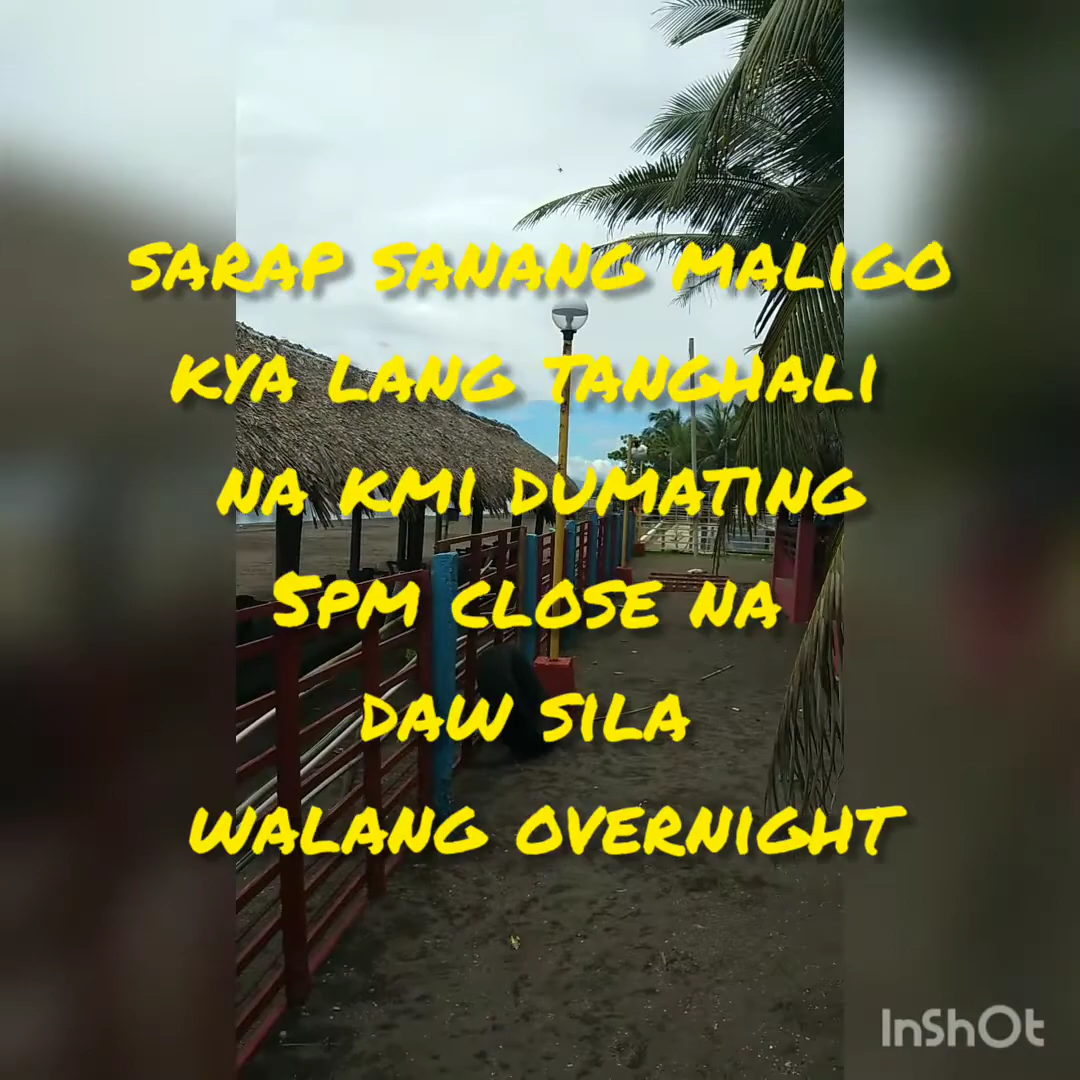 SARAP SANANG MALIGO
KYA LANG TANGHALI
NA KMI DUMATING
5PM CLOSE NA
DAW SILA
WALANG OVERNIGHT
InShOt